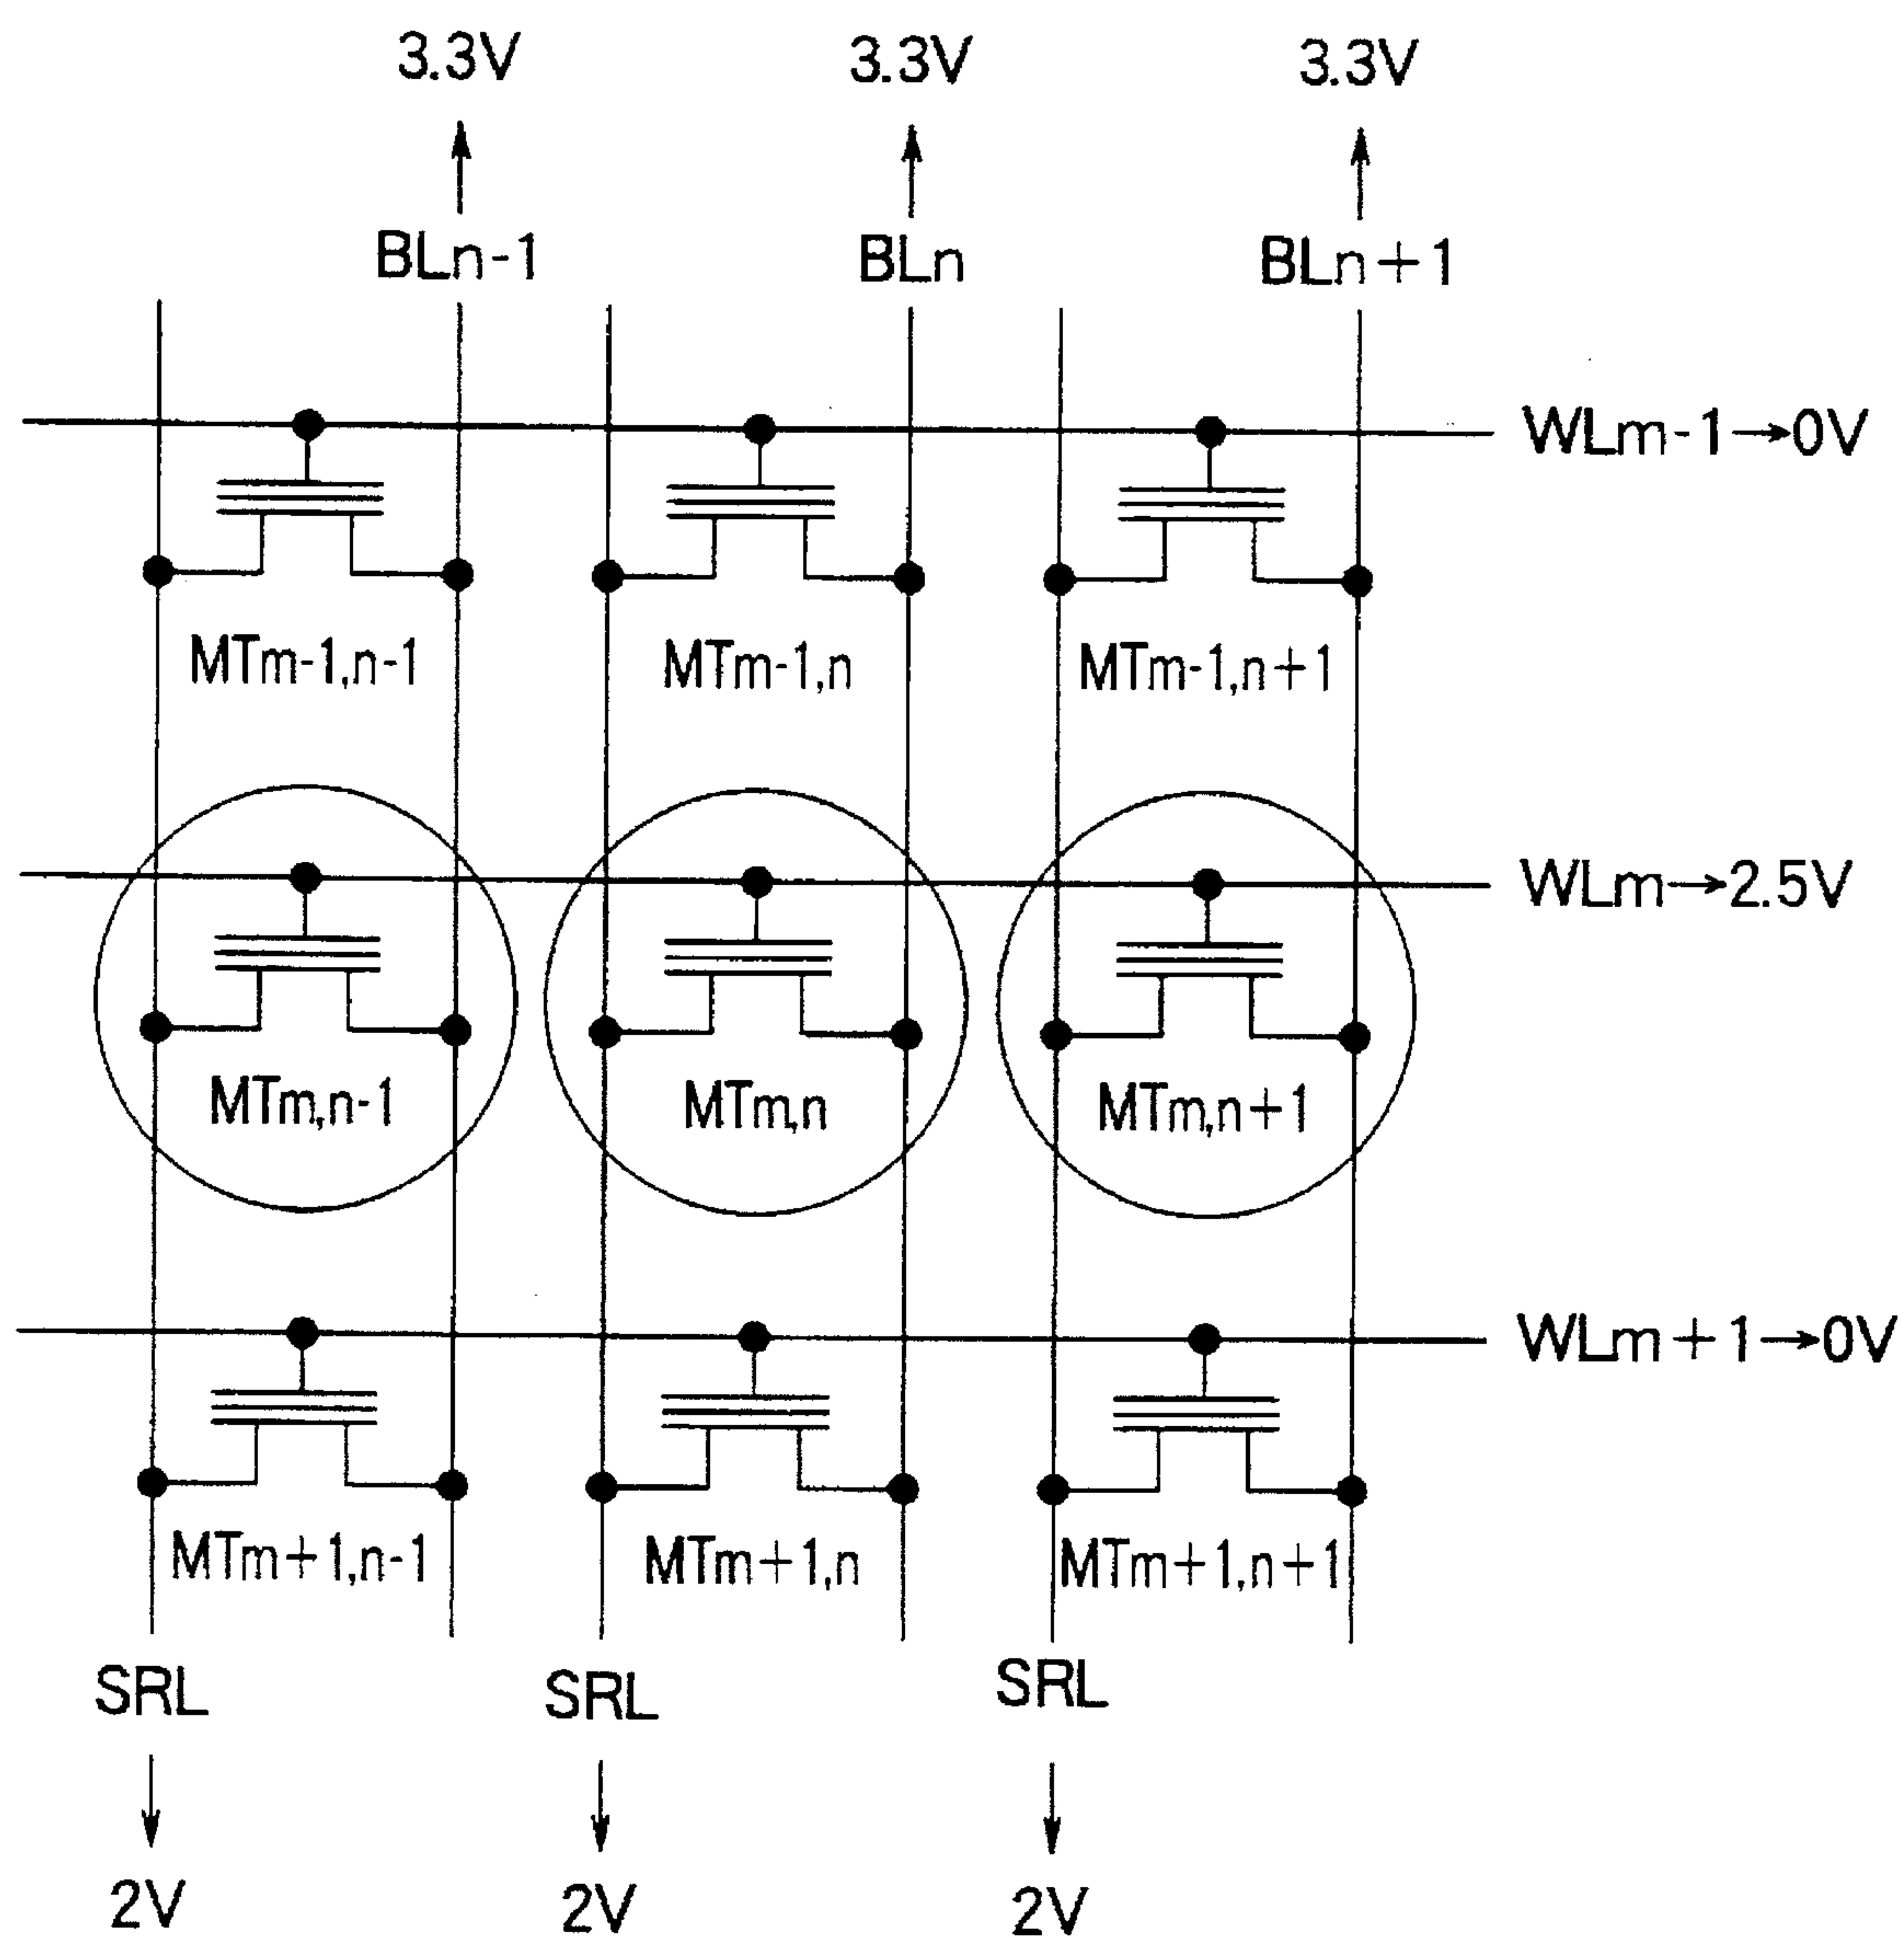 3.3V 3.3V 3.3V
BLn-1 BLn BLn+1
WLm-1→0V
MTm-1,n-1 MTm-1,n MTm-1,n+1
WLm→2.5V
MTm,n-1 MTm,n MTm,n+1
WLm+1→0V
MTm+1,n-1 MTm+1,n MTm+1,n+1
SRL SRL SRL
2V 2V 2V